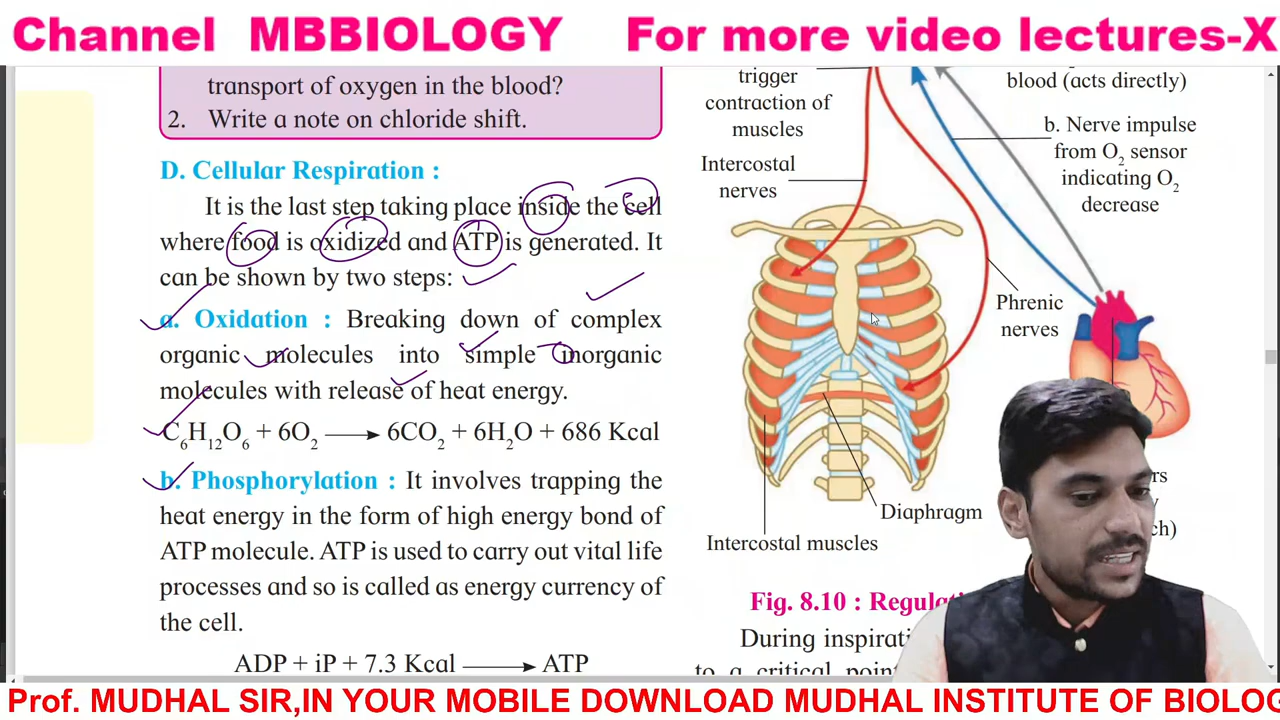 Channel MBBIOLOGY For more video lectures-X
transport of oxygen in the blood?
2. Write a note on chloride shift.
D. Cellular Respiration :
It is the last step taking place inside the cell
where food is oxidized and ATP is generated. It
can be shown by two steps:
a. Oxidation : Breaking down of complex
organic molecules into simple inorganic
molecules with release of heat energy.
C6H12O6 + 6O2 ⟶ 6CO2 + 6H2O + 686 Kcal
b. Phosphorylation : It involves trapping the
heat energy in the form of high energy bond of
ATP molecule. ATP is used to carry out vital life
processes and so is called as energy currency of
the cell.
ADP + iP + 7.3 Kcal ⟶ ATP
trigger
contraction of
muscles
Intercostal
nerves
blood (acts directly)
b. Nerve impulse
from O2 sensor
indicating O2
decrease
Phrenic
nerves
Diaphragm
Intercostal muscles
Fig. 8.10 :
During
to a critical
Prof. MUDHAL SIR,IN YOUR MOBILE DOWNLOAD MUDHAL INSTITUTE OF